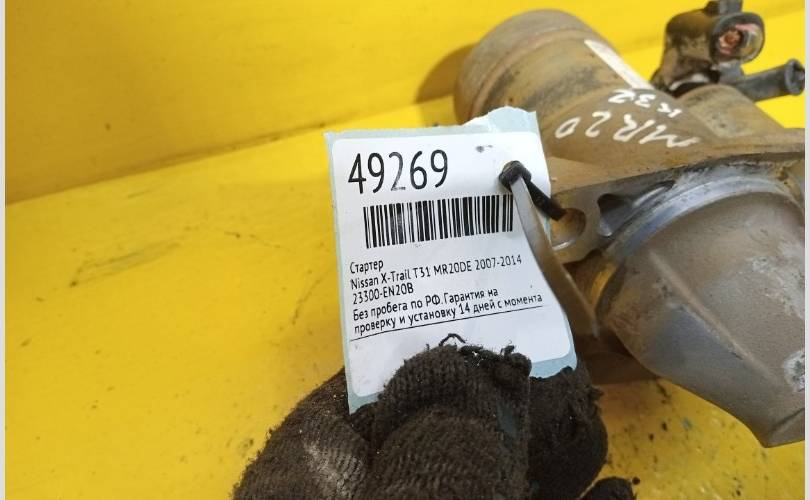 49269
Стартер
Nissan X-Trail T31 MR20DE 2007-2014
23300-EN20B
Без пробега по РФ.Гарантия на
проверку и установку 14 дней с момента
MR20
K32